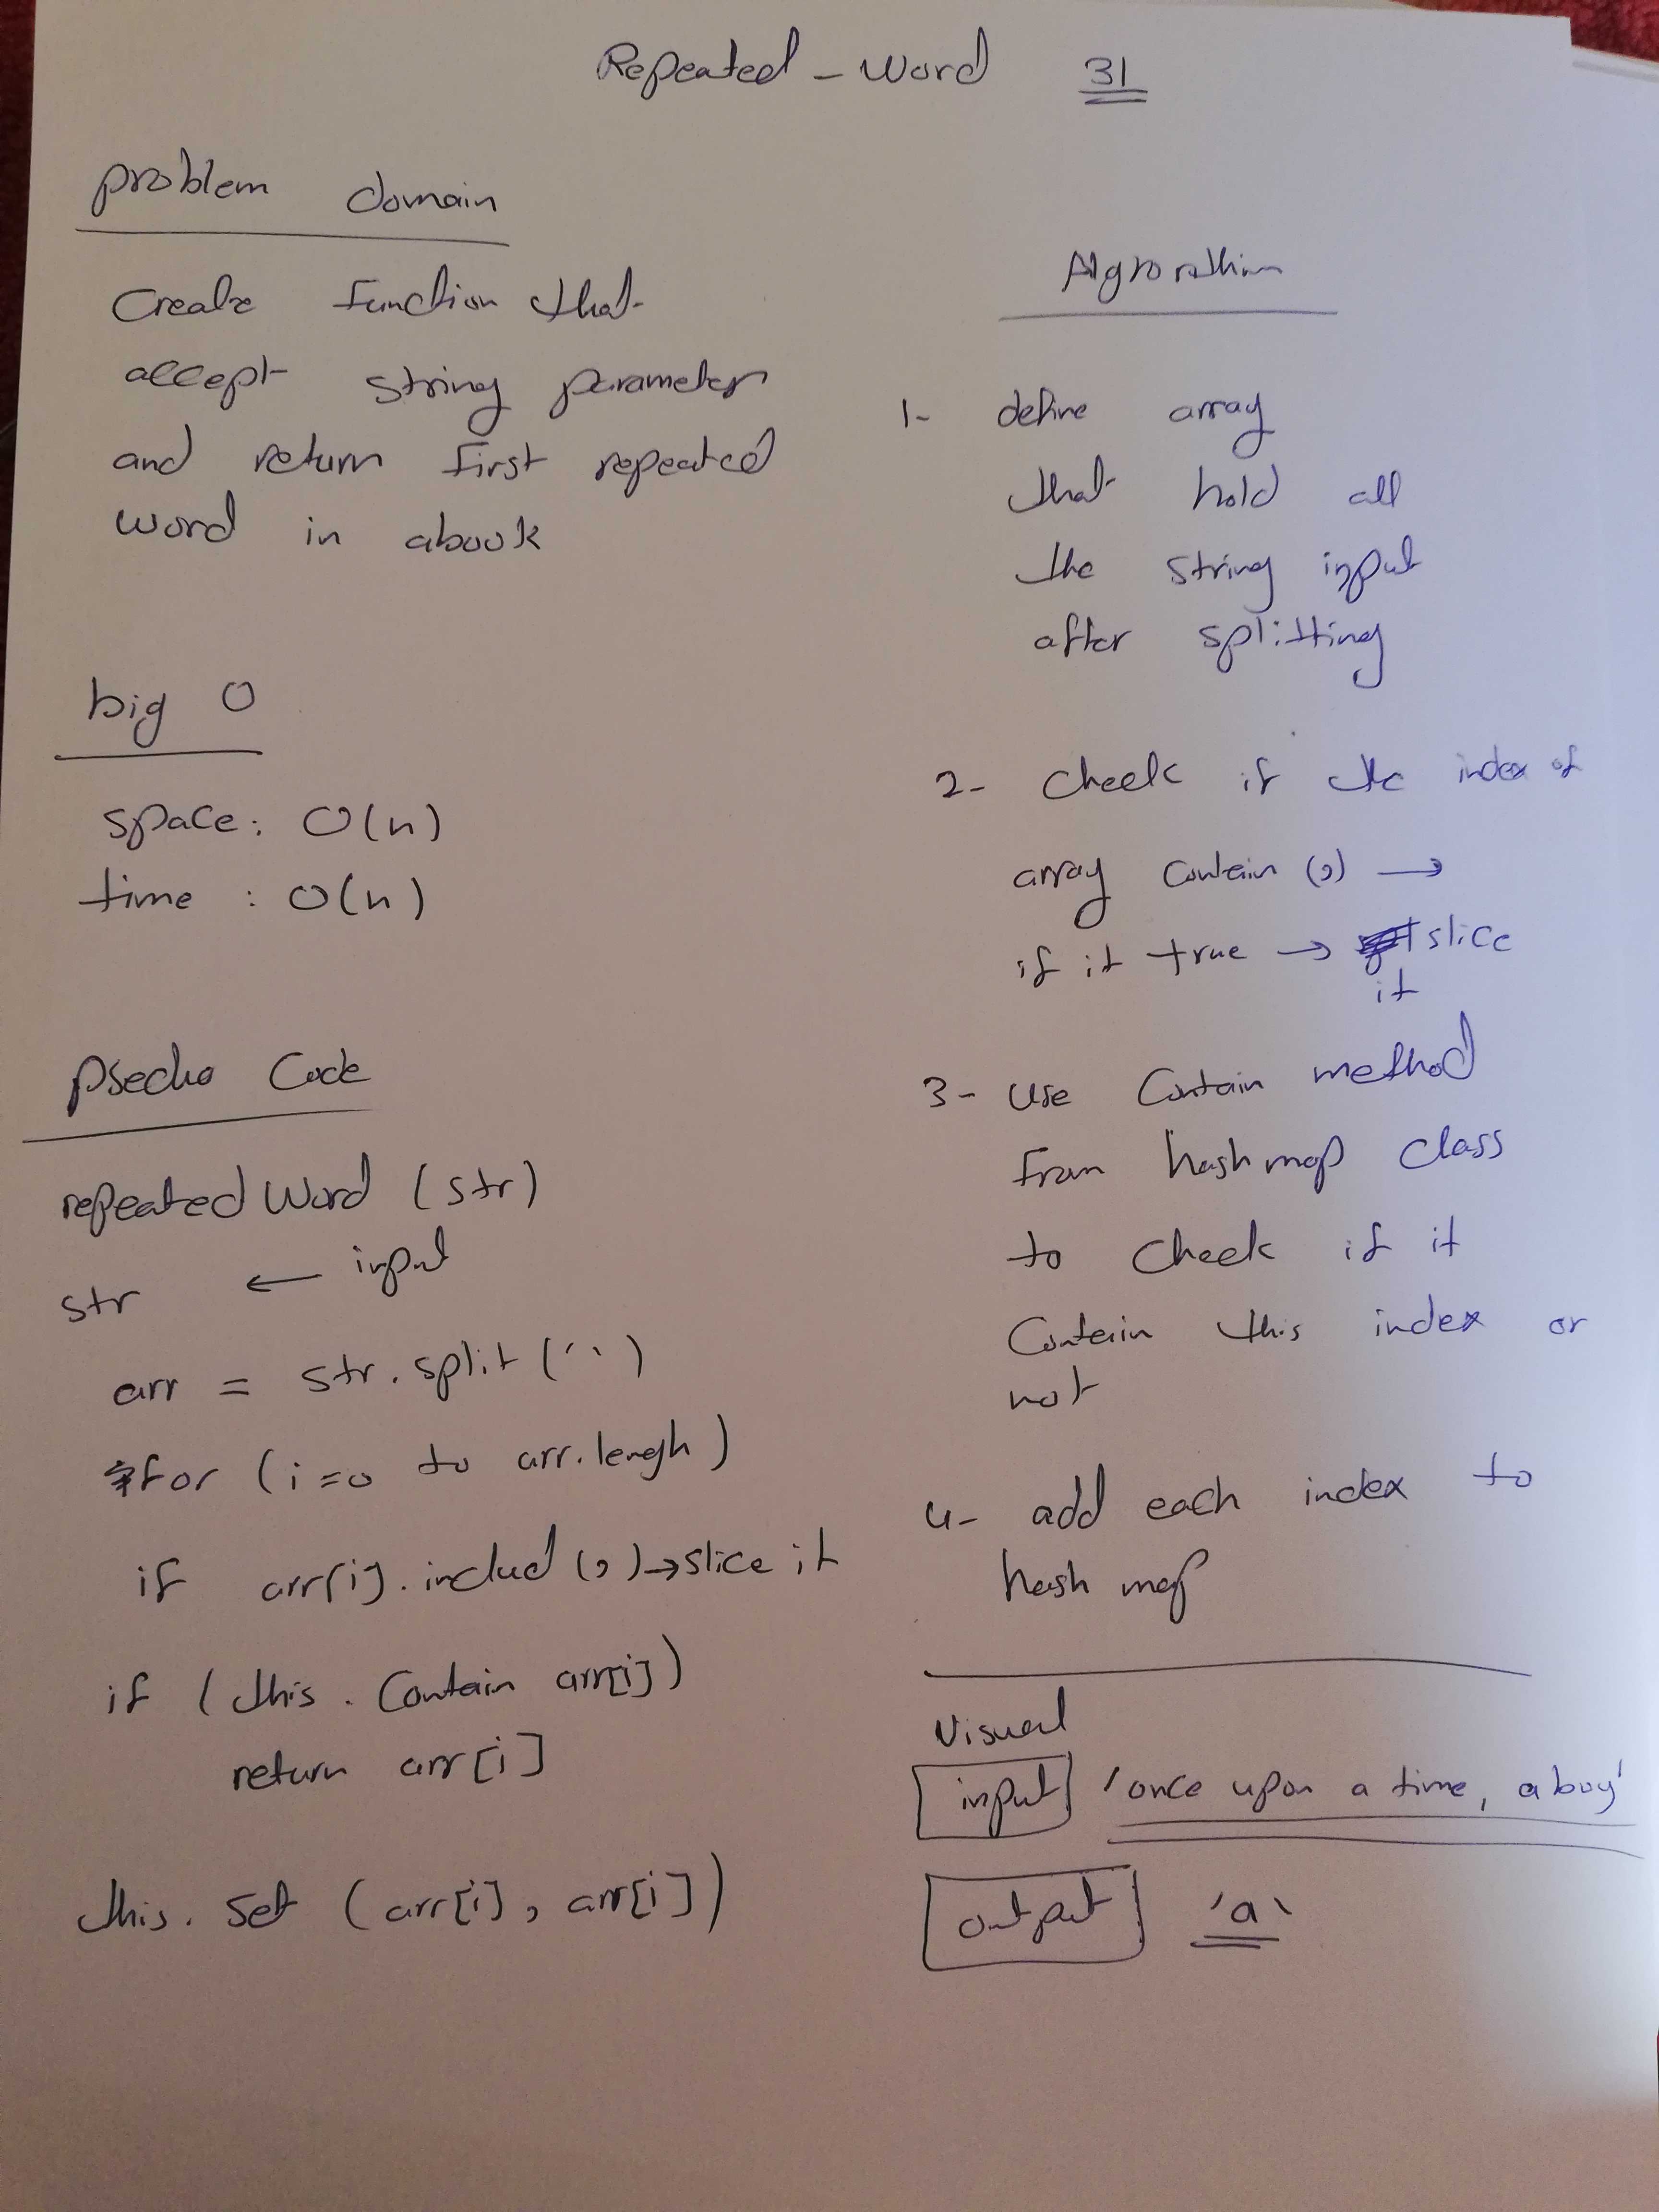 Repeated - Word 31
problem domain
Create function that
accept string parameter
and return first repeated
word in abook
big O
space: O(n)
time : O(n)
psecho Code
repeated Word (str)
str ← input
arr = str.split(' ')
for (i=0 to arr.lengh)
if arr[i].includ (,)→slice it
if (this . Contain arr[i])
return arr[i]
this. Set (arr[i], arr[i])
Algrorathim
1- define array
that hold all
the string input
after splitting
2- Check if the index of
array contain (,) →
if it true → slice
it
3- Use Contain method
from hashmap class
to Check if it
Contain this index or
not
4- add each index to
hash map
Visual
input 'once upon a time, a boy'
output 'a'